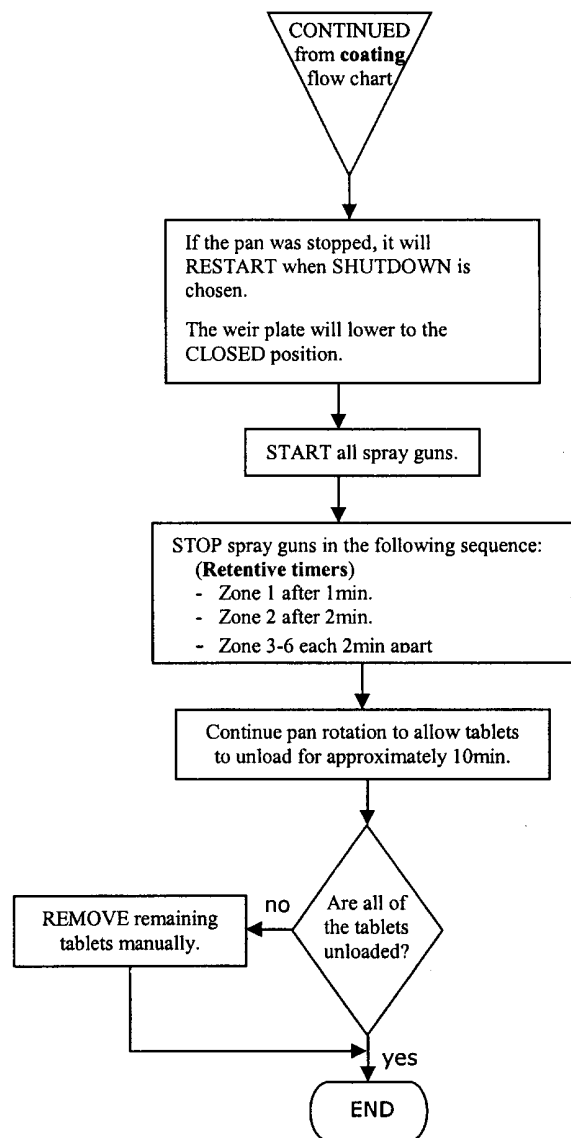 CONTINUED
from coating
flow chart
If the pan was stopped, it will
RESTART when SHUTDOWN is
chosen.
The weir plate will lower to the
CLOSED position.
START all spray guns.
STOP spray guns in the following sequence:
(Retentive timers)
- Zone 1 after 1min.
- Zone 2 after 2min.
- Zone 3-6 each 2min apart
Continue pan rotation to allow tablets
to unload for approximately 10min.
Are all of
the tablets
unloaded?
no
REMOVE remaining
tablets manually.
yes
END